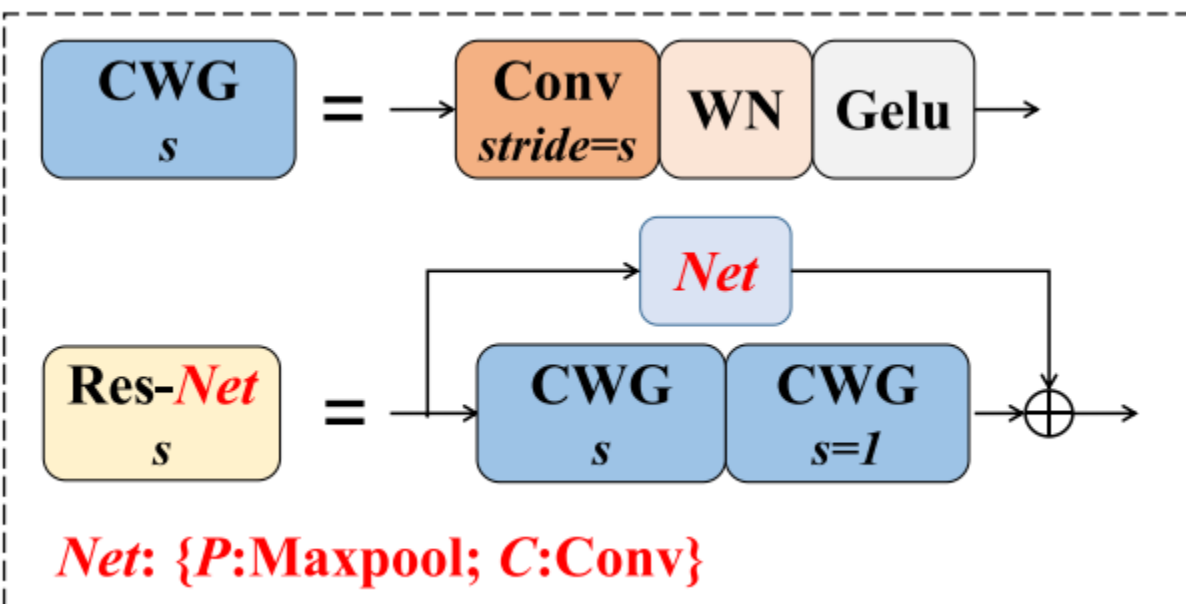 CWG
s
=
Conv
stride=s
WN
Gelu
Net
Res-Net
s
=
CWG
s
CWG
s=1
Net: {P:Maxpool; C:Conv}